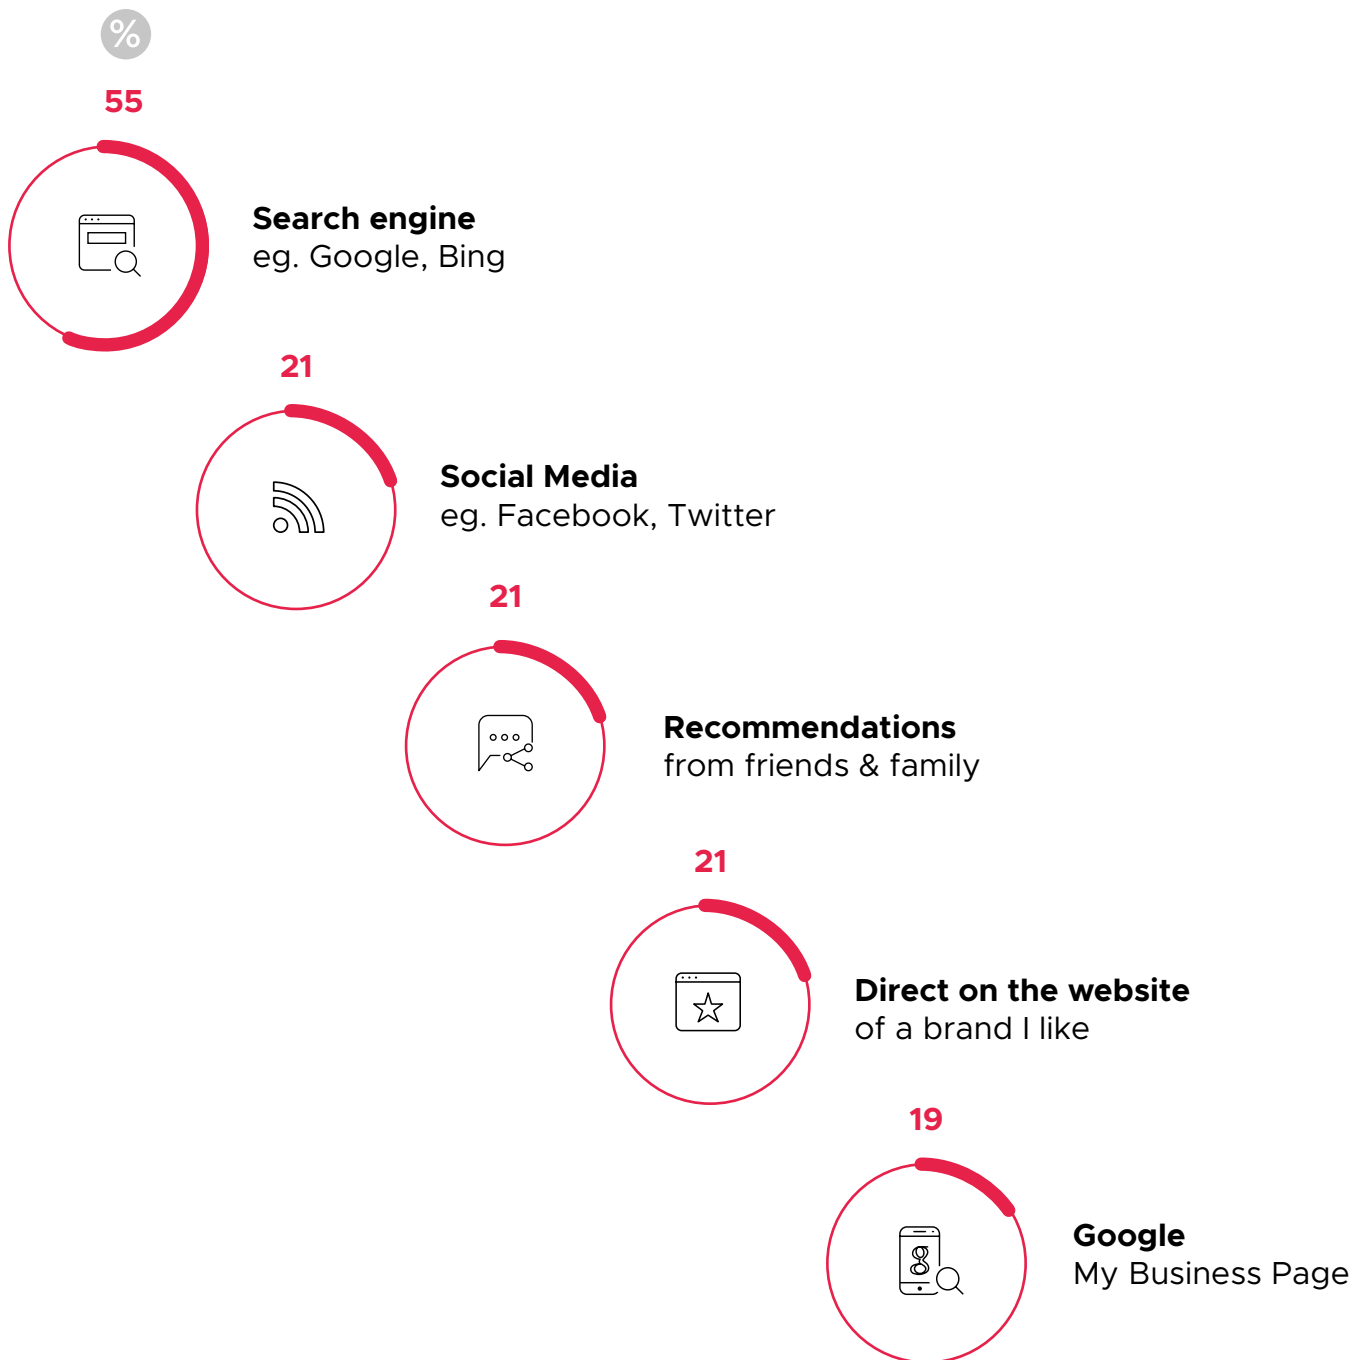 %
55
Search engine
eg. Google, Bing
21
Social Media
eg. Facebook, Twitter
21
Recommendations
from friends & family
21
Direct on the website
of a brand I like
19
g
Google
My Business Page